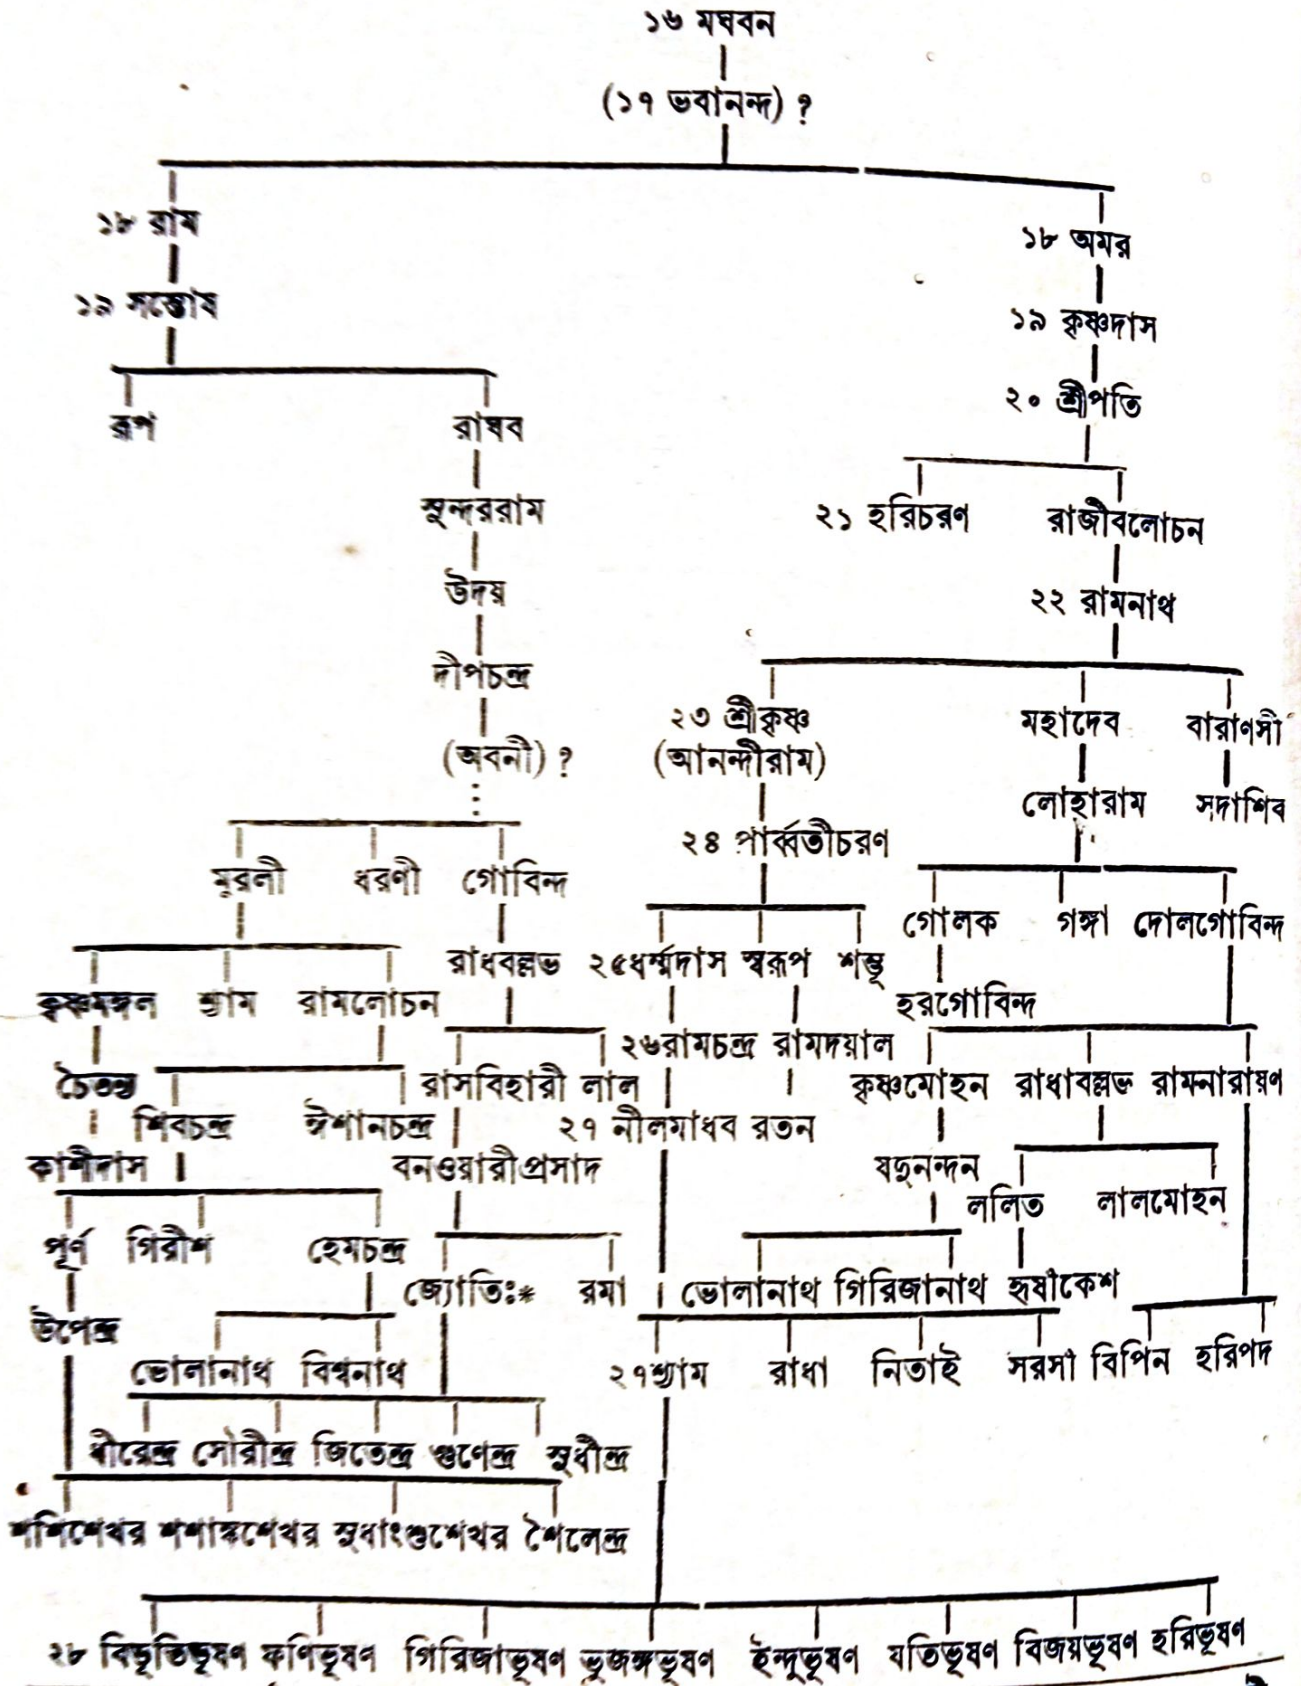 ১৬ মঘবন
(১৭ ভবানন্দ) ?
১৮ রাম
১৮ অমর
১৯ সন্তোষ
১৯ কৃষ্ণদাস
২০ শ্রীপতি
রূপ রাঘব
সুন্দররাম ২১ হরিচরণ রাজীবলোচন
উদয় ২২ রামনাথ
দীপচন্দ্র
২৩ শ্রীকৃষ্ণ মহাদেব বারাণসী
(অবনী) ? (আনন্দীরাম)
লোহারাম সদাশিব
২৪ পার্ব্বতীচরণ
মুরলী ধরণী গোবিন্দ
গোলক গঙ্গা দোলগোবিন্দ
রাধবল্লভ ২৫ধর্ম্মদাস স্বরূপ শম্ভূ
কৃষ্ণমঙ্গল শ্যাম রামলোচন হরগোবিন্দ
২৬রামচন্দ্র রামদয়াল
চৈতন্য রাসবিহারী লাল কৃষ্ণমোহন রাধাবল্লভ রামনারায়ণ
শিবচন্দ্র ঈশানচন্দ্র ২৭ নীলমাধব রতন
কাশীদাস বনওয়ারীপ্রসাদ যদুনন্দন
ললিত লালমোহন
পূর্ণ গিরীশ হেমচন্দ্র
জ্যোতিঃ* রমা ভোলানাথ গিরিজানাথ হৃষীকেশ
উপেন্দ্র
ভোলানাথ বিশ্বনাথ ২৭শ্যাম রাধা নিতাই সরসী বিপিন হরিপদ
ধীরেন্দ্র সৌরীন্দ্র জিতেন্দ্র গুণেন্দ্র সুধীন্দ্র
শশিশেখর শশাঙ্কশেখর সুধাংশুশেখর শৈলেন্দ্র
২৮ বিভূতিভূষণ ফণিভূষণ গিরিজাভূষণ ভুজঙ্গভূষণ ইন্দুভূষণ যতিভূষণ বিজয়ভূষণ হরিভূষণ